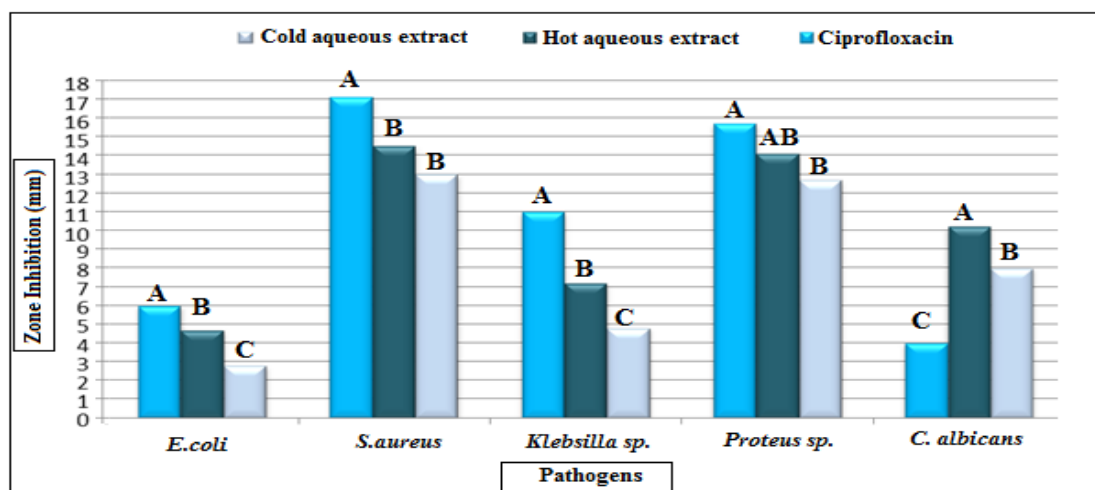 Cold aqueous extract Hot aqueous extract Ciprofloxacin
Zone Inhibition (mm)
18
17
16
15
14
13
12
11
10
9
8
7
6
5
4
3
2
1
0
A B C
A B B
A B C
A AB B
C A B
E.coli S.aureus Klebsilla sp. Proteus sp. C. albicans
Pathogens